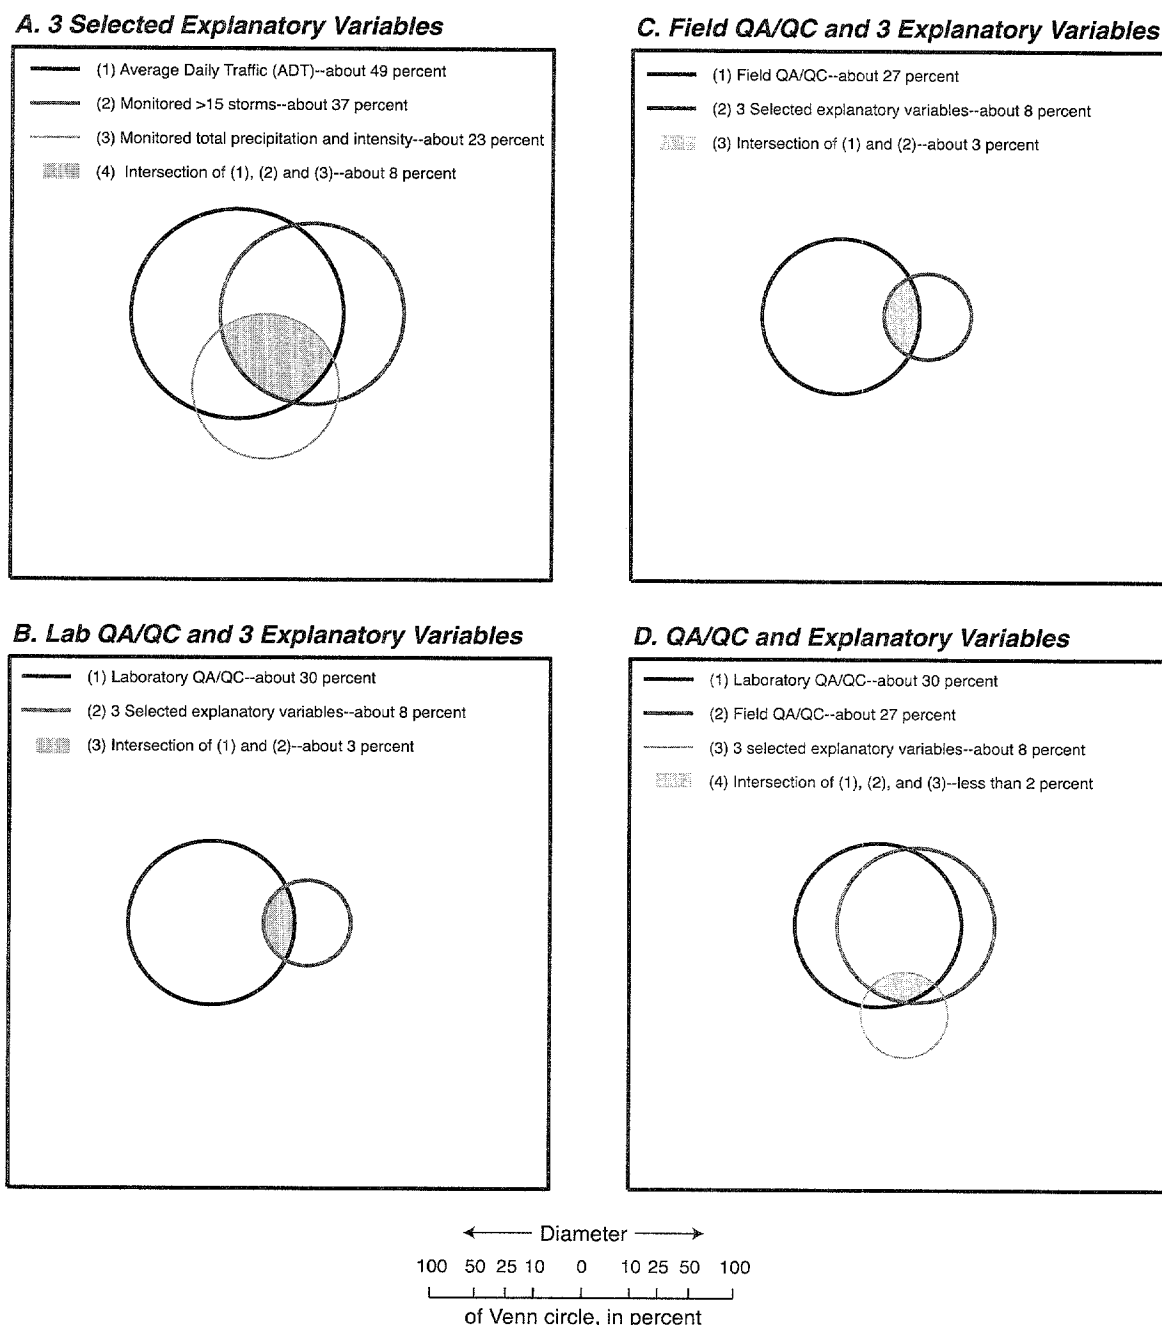 A. 3 Selected Explanatory Variables
(1) Average Daily Traffic (ADT)--about 49 percent
(2) Monitored >15 storms--about 37 percent
(3) Monitored total precipitation and intensity--about 23 percent
(4) Intersection of (1), (2) and (3)--about 8 percent
C. Field QA/QC and 3 Explanatory Variables
(1) Field QA/QC--about 27 percent
(2) 3 Selected explanatory variables--about 8 percent
(3) Intersection of (1) and (2)--about 3 percent
B. Lab QA/QC and 3 Explanatory Variables
(1) Laboratory QA/QC--about 30 percent
(2) 3 Selected explanatory variables--about 8 percent
(3) Intersection of (1) and (2)--about 3 percent
D. QA/QC and Explanatory Variables
(1) Laboratory QA/QC--about 30 percent
(2) Field QA/QC--about 27 percent
(3) 3 selected explanatory variables--about 8 percent
(4) Intersection of (1), (2), and (3)--less than 2 percent
Diameter
100 50 25 10 0 10 25 50 100
of Venn circle, in percent